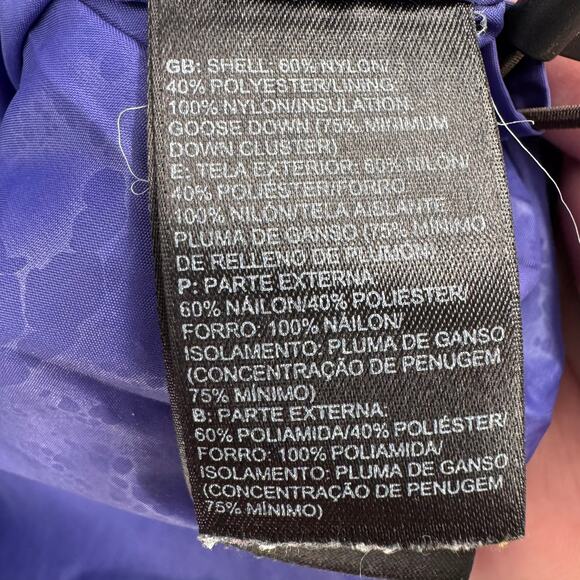 GB: SHELL: 60% NYLON/
40% POLYESTER/LINING:
100% NYLON/INSULATION:
GOOSE DOWN (75% MINIMUM
DOWN CLUSTER)
E: TELA EXTERIOR: 60% NILÓN/
40% POLIÉSTER/FORRO
100% NILÓN/TELA AISLANTE
PLUMA DE GANSO (75% MÍNIMO
DE RELLENO DE PLUMÓN)
P: PARTE EXTERNA:
60% NÁILON/40% POLIÉSTER/
FORRO: 100% NÁILON/
ISOLAMENTO: PLUMA DE GANSO
(CONCENTRAÇÃO DE PENUGEM
75% MÍNIMO)
B: PARTE EXTERNA:
60% POLIAMIDA/40% POLIÉSTER/
FORRO: 100% POLIAMIDA/
ISOLAMENTO: PLUMA DE GANSO
(CONCENTRAÇÃO DE PENUGEM
75% MÍNIMO)